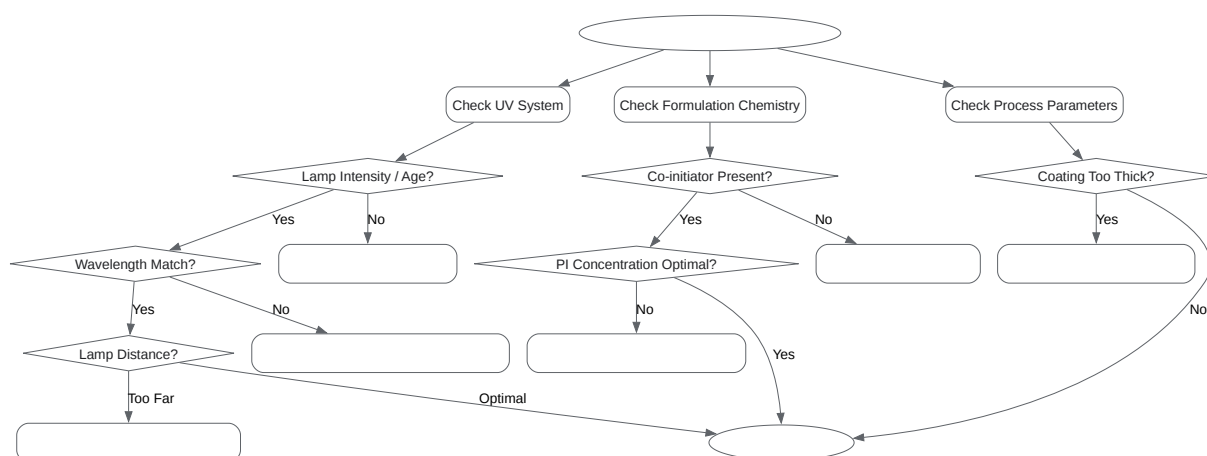 Check UV System
Check Formulation Chemistry
Check Process Parameters
Lamp Intensity / Age?
Co-initiator Present?
Coating Too Thick?
Yes
No
Yes
No
Yes
Wavelength Match?
PI Concentration Optimal?
Yes
No
No
No
Lamp Distance?
Yes
Too Far
Optimal